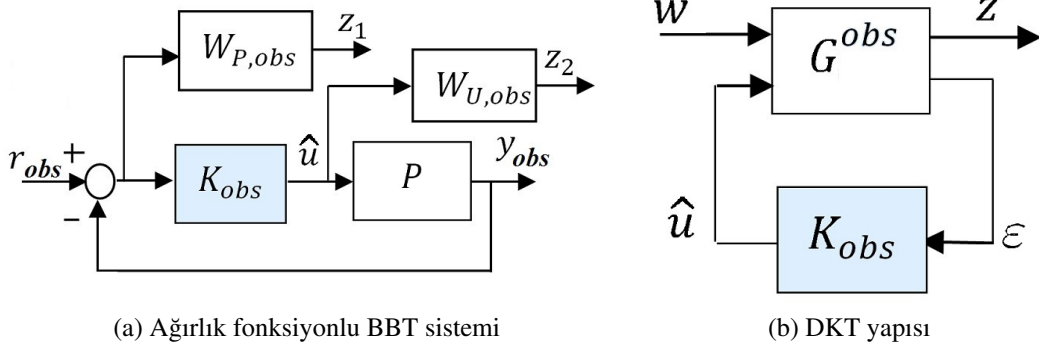 W_{P,obs}
z_1
W_{U,obs}
z_2
r_{obs}
+
−
K_{obs}
û
P
y_{obs}
(a) Ağırlık fonksiyonlu BBT sistemi
w
G^{obs}
z
û
K_{obs}
ε
(b) DKT yapısı